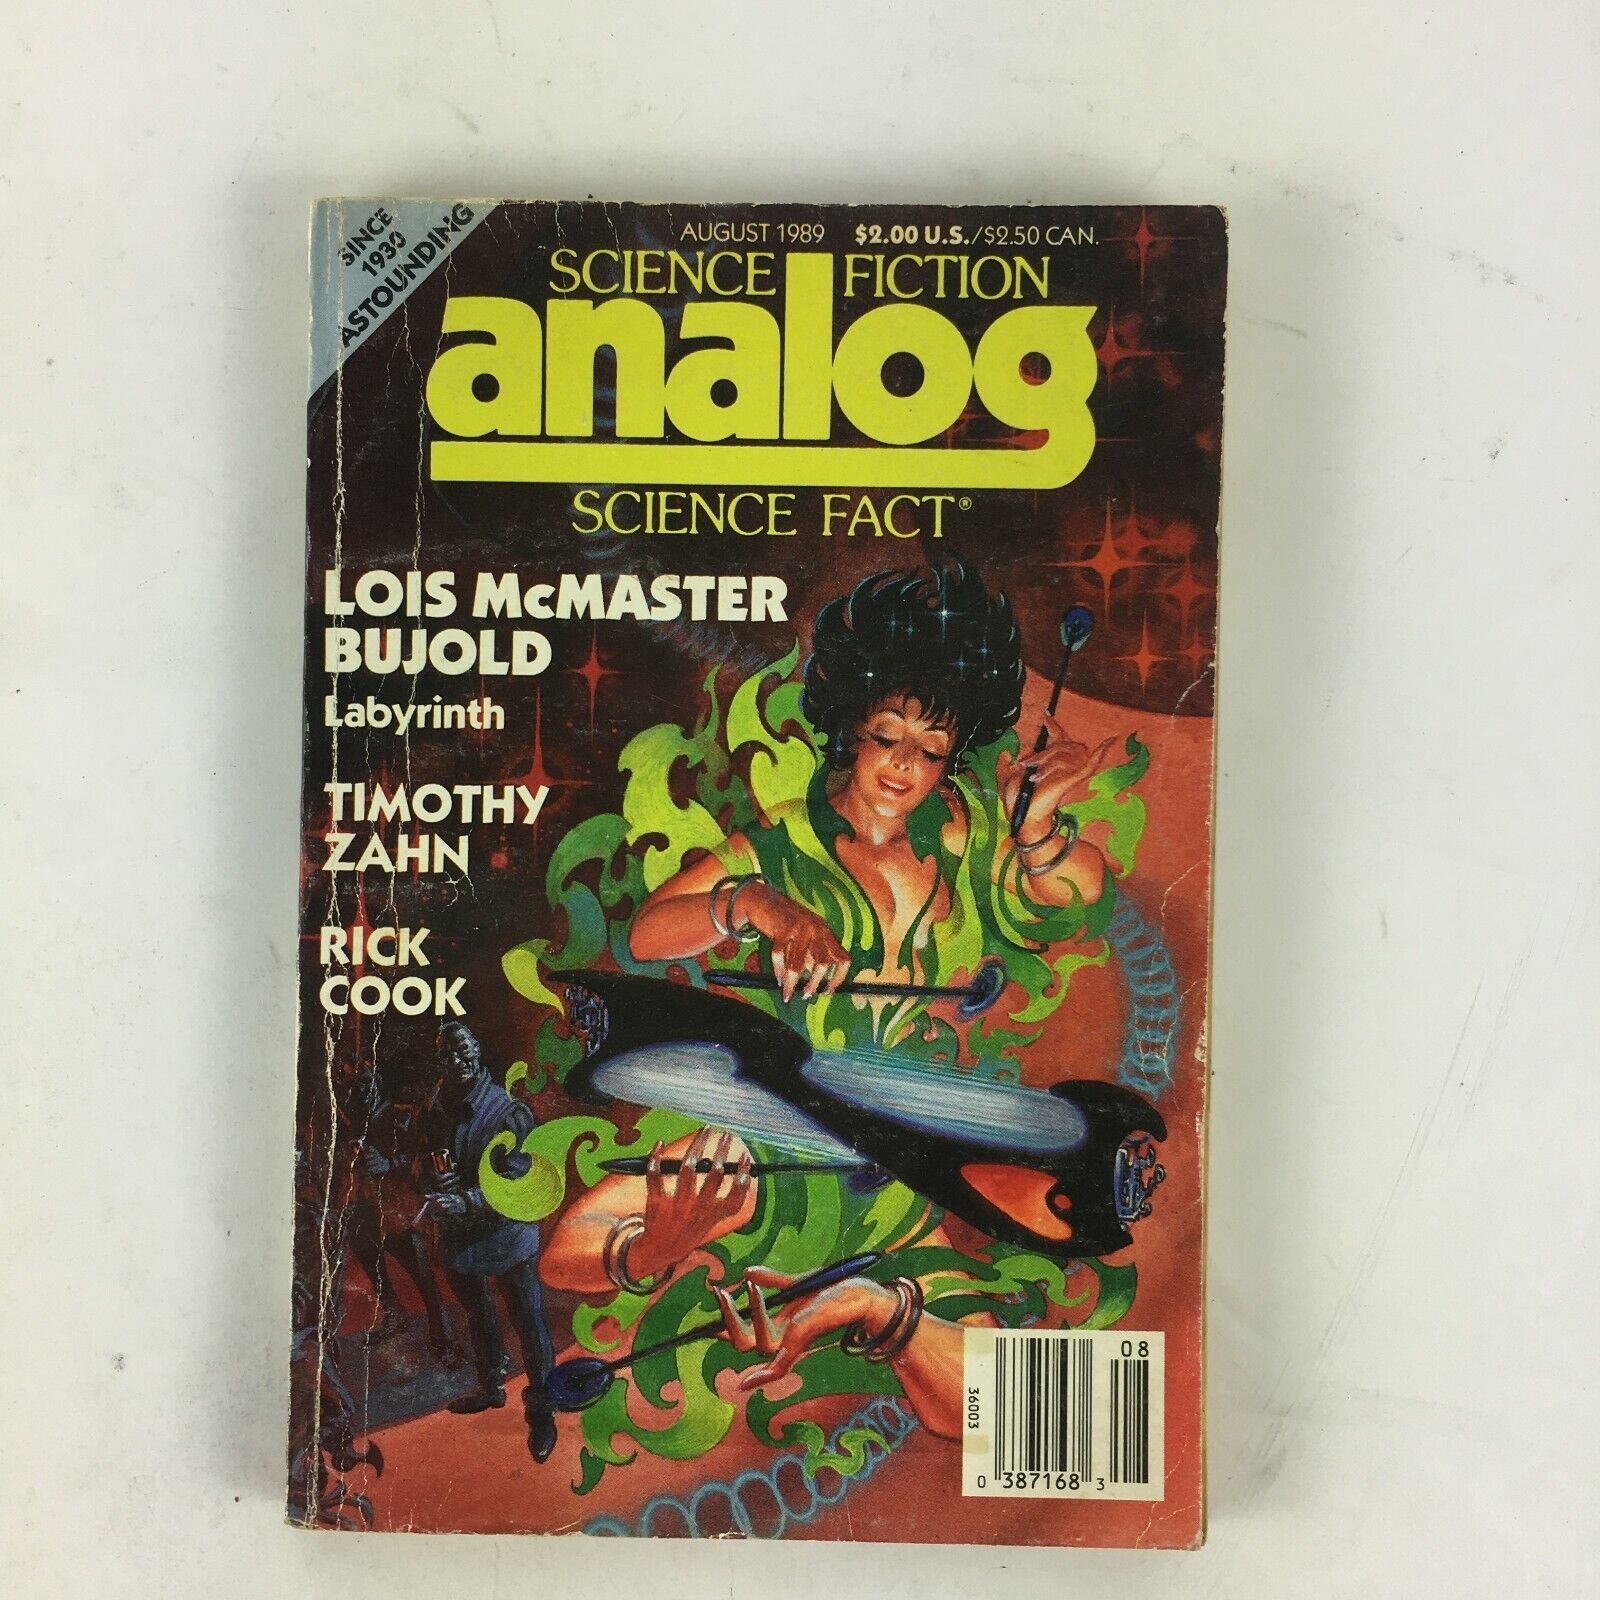 SINCE
1930
ASTOUNDING
AUGUST 1989 $2.00 U.S./$2.50 CAN.
SCIENCE FICTION
analog
SCIENCE FACT®
LOIS McMASTER
BUJOLD
Labyrinth
TIMOTHY
ZAHN
RICK
COOK
08
36003
0 387168 3